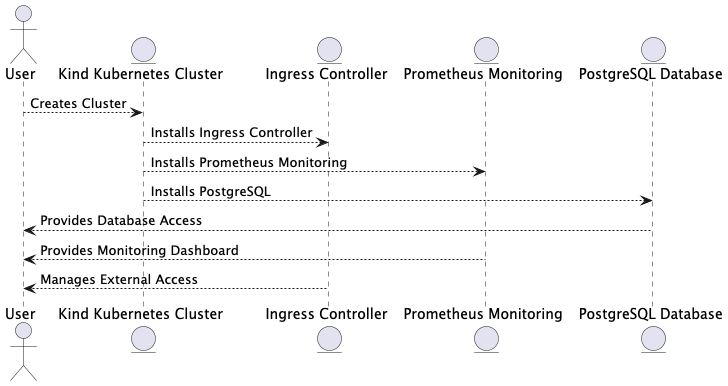 User
Kind Kubernetes Cluster
Ingress Controller
Prometheus Monitoring
PostgreSQL Database
Creates Cluster
Installs Ingress Controller
Installs Prometheus Monitoring
Installs PostgreSQL
Provides Database Access
Provides Monitoring Dashboard
Manages External Access
User
Kind Kubernetes Cluster
Ingress Controller
Prometheus Monitoring
PostgreSQL Database